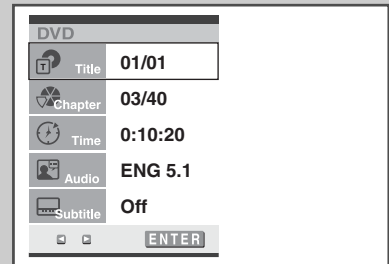 DVD
T Title 01/01
Chapter 03/40
Time 0:10:20
Audio ENG 5.1
Subtitle Off
ENTER